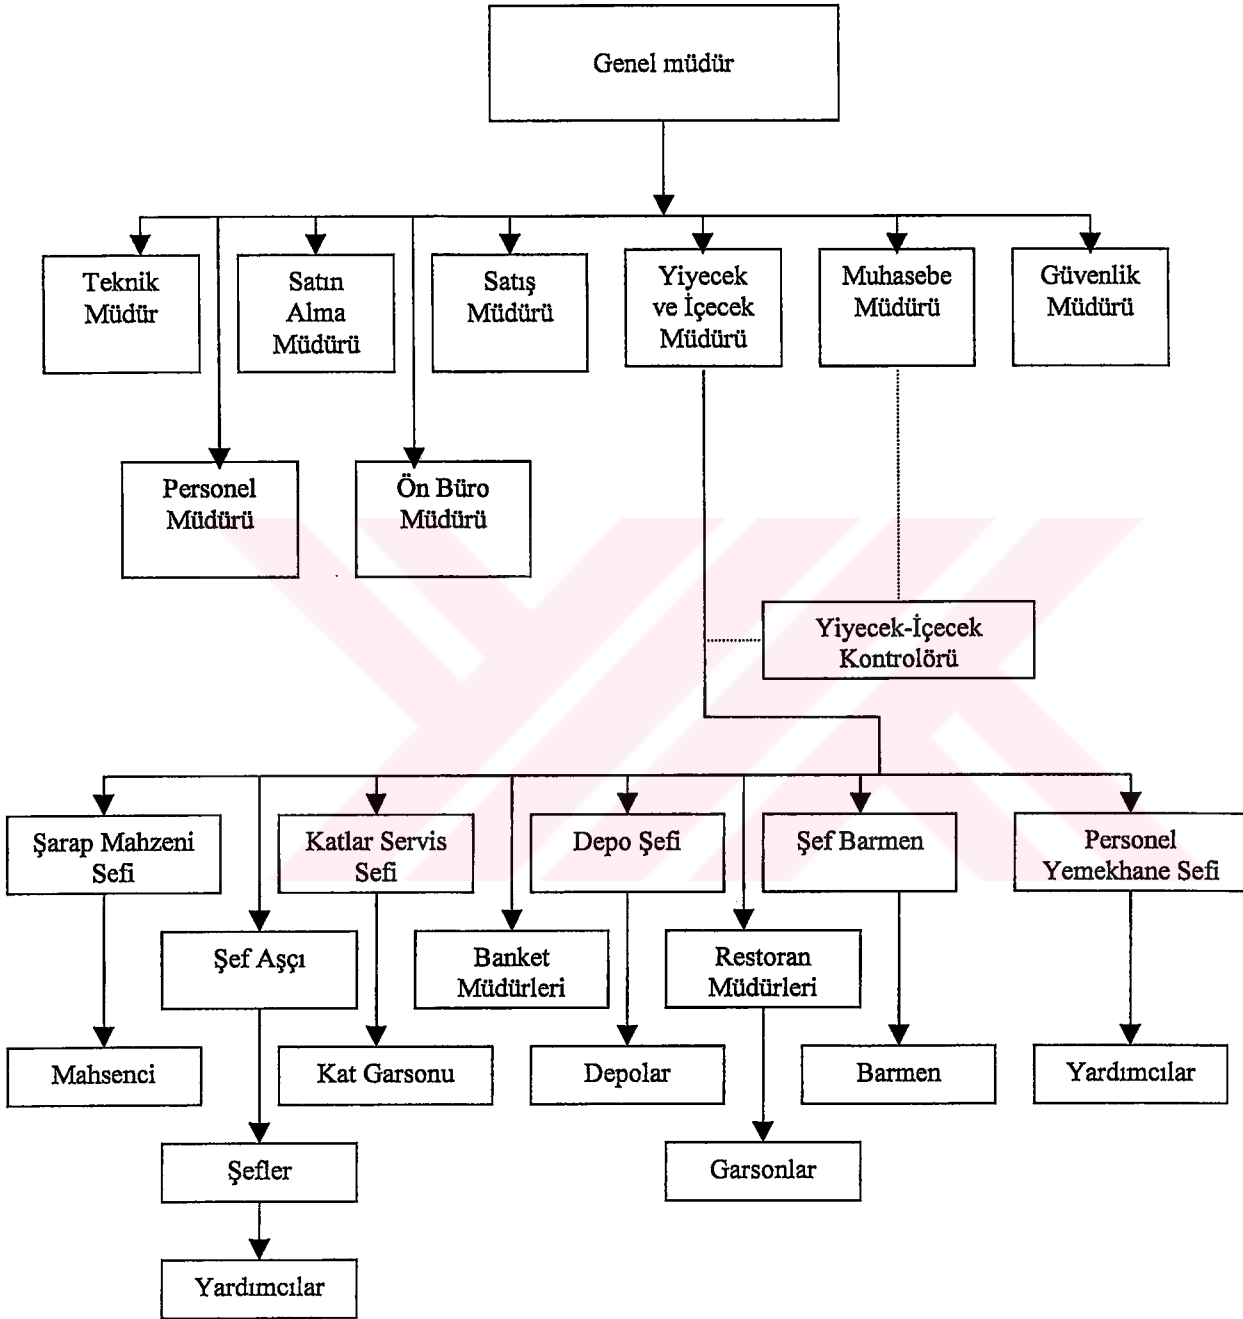 Genel müdür
Teknik
Müdür
Satın
Alma
Müdürü
Satış
Müdürü
Yiyecek
ve İçecek
Müdürü
Muhasebe
Müdürü
Güvenlik
Müdürü
Personel
Müdürü
Ön Büro
Müdürü
Yiyecek-İçecek
Kontrolörü
Şarap Mahzeni
Sefi
Katlar Servis
Sefi
Depo Şefi
Şef Barmen
Personel
Yemekhane Sefi
Şef Aşçı
Banket
Müdürleri
Restoran
Müdürleri
Mahsenci
Kat Garsonu
Depolar
Barmen
Yardımcılar
Şefler
Garsonlar
Yardımcılar